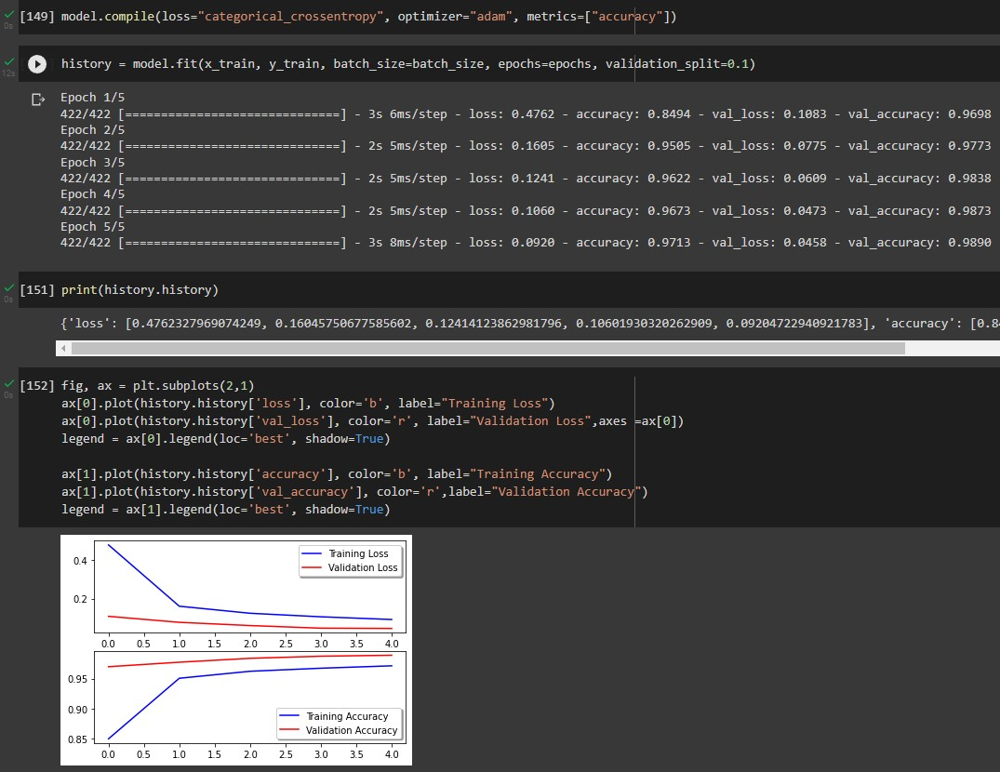 [149] model.compile(loss="categorical_crossentropy", optimizer="adam", metrics=["accuracy"])
0s
history = model.fit(x_train, y_train, batch_size=batch_size, epochs=epochs, validation_split=0.1)
12s
Epoch 1/5
422/422 [==============================] - 3s 6ms/step - loss: 0.4762 - accuracy: 0.8494 - val_loss: 0.1083 - val_accuracy: 0.9698
Epoch 2/5
422/422 [==============================] - 2s 5ms/step - loss: 0.1605 - accuracy: 0.9505 - val_loss: 0.0775 - val_accuracy: 0.9773
Epoch 3/5
422/422 [==============================] - 2s 5ms/step - loss: 0.1241 - accuracy: 0.9622 - val_loss: 0.0609 - val_accuracy: 0.9838
Epoch 4/5
422/422 [==============================] - 2s 5ms/step - loss: 0.1060 - accuracy: 0.9673 - val_loss: 0.0473 - val_accuracy: 0.9873
Epoch 5/5
422/422 [==============================] - 3s 8ms/step - loss: 0.0920 - accuracy: 0.9713 - val_loss: 0.0458 - val_accuracy: 0.9890
[151] print(history.history)
0s
{'loss': [0.4762327969074249, 0.16045750677585602, 0.12414123862981796, 0.10601930320262909, 0.09204722940921783], 'accuracy': [0.84
[152] fig, ax = plt.subplots(2,1)
0s
ax[0].plot(history.history['loss'], color='b', label="Training Loss")
ax[0].plot(history.history['val_loss'], color='r', label="Validation Loss",axes =ax[0])
legend = ax[0].legend(loc='best', shadow=True)
ax[1].plot(history.history['accuracy'], color='b', label="Training Accuracy")
ax[1].plot(history.history['val_accuracy'], color='r',label="Validation Accuracy")
legend = ax[1].legend(loc='best', shadow=True)
Training Loss
Validation Loss
0.4
0.2
0.0 0.5 1.0 1.5 2.0 2.5 3.0 3.5 4.0
0.95
0.90
0.85
Training Accuracy
Validation Accuracy
0.0 0.5 1.0 1.5 2.0 2.5 3.0 3.5 4.0